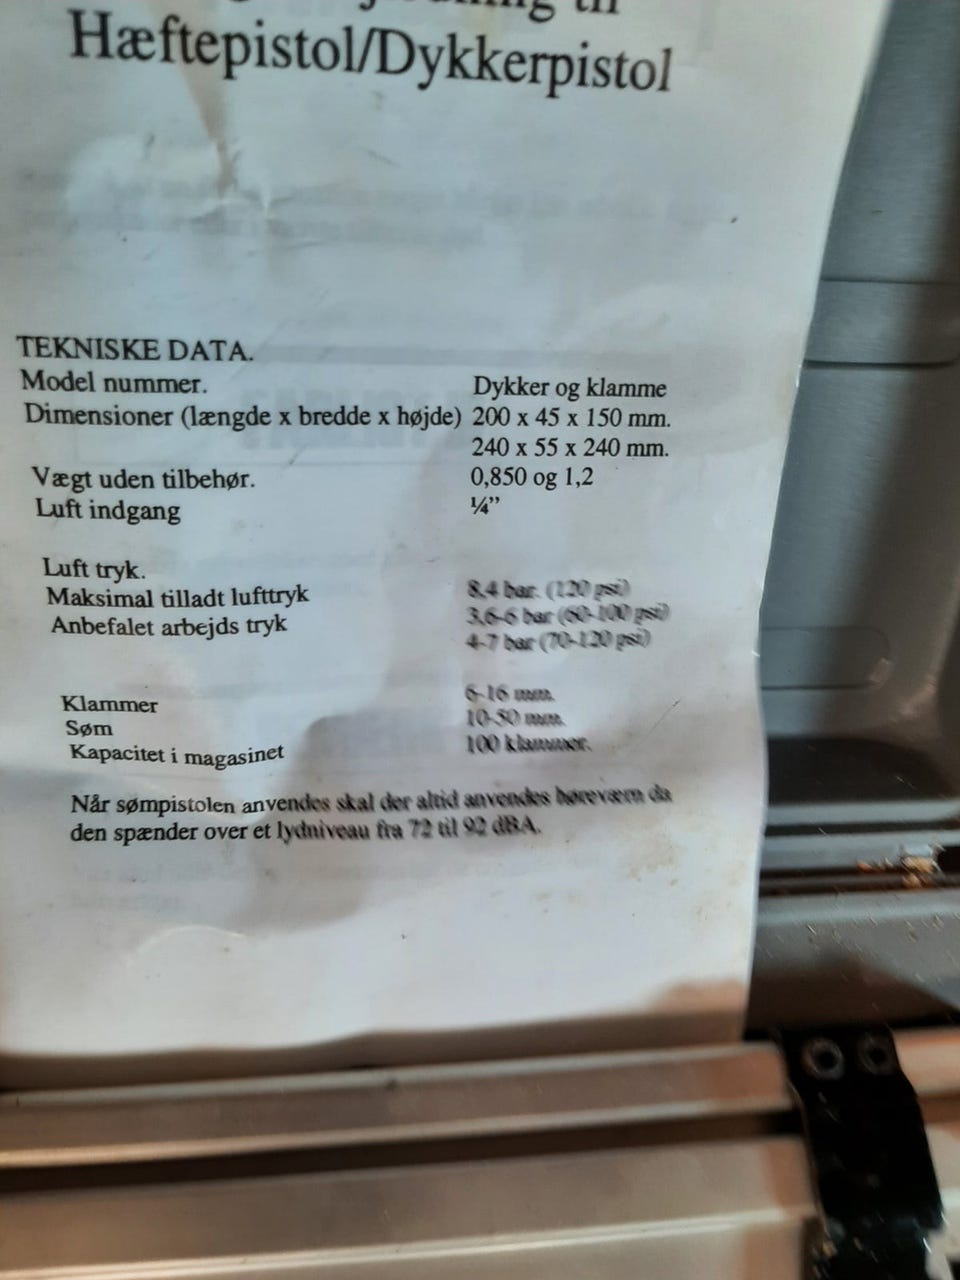 til
Hæftepistol/Dykkerpistol
TEKNISKE DATA.
Model nummer. Dykker og klamme
Dimensioner (længde x bredde x højde) 200 x 45 x 150 mm.
240 x 55 x 240 mm.
Vægt uden tilbehør. 0,850 og 1,2
Luft indgang ¼”
Luft tryk.
Maksimal tilladt lufttryk 8,4 bar. (120 psi)
Anbefalet arbejds tryk 3,6-6 bar (60-100 psi)
4-7 bar (70-120 psi)
Klammer 6-16 mm.
Søm 10-50 mm.
Kapacitet i magasinet 100 klammer.
Når sømpistolen anvendes skal der altid anvendes høreværn da
den spænder over et lydniveau fra 72 til 92 dBA.